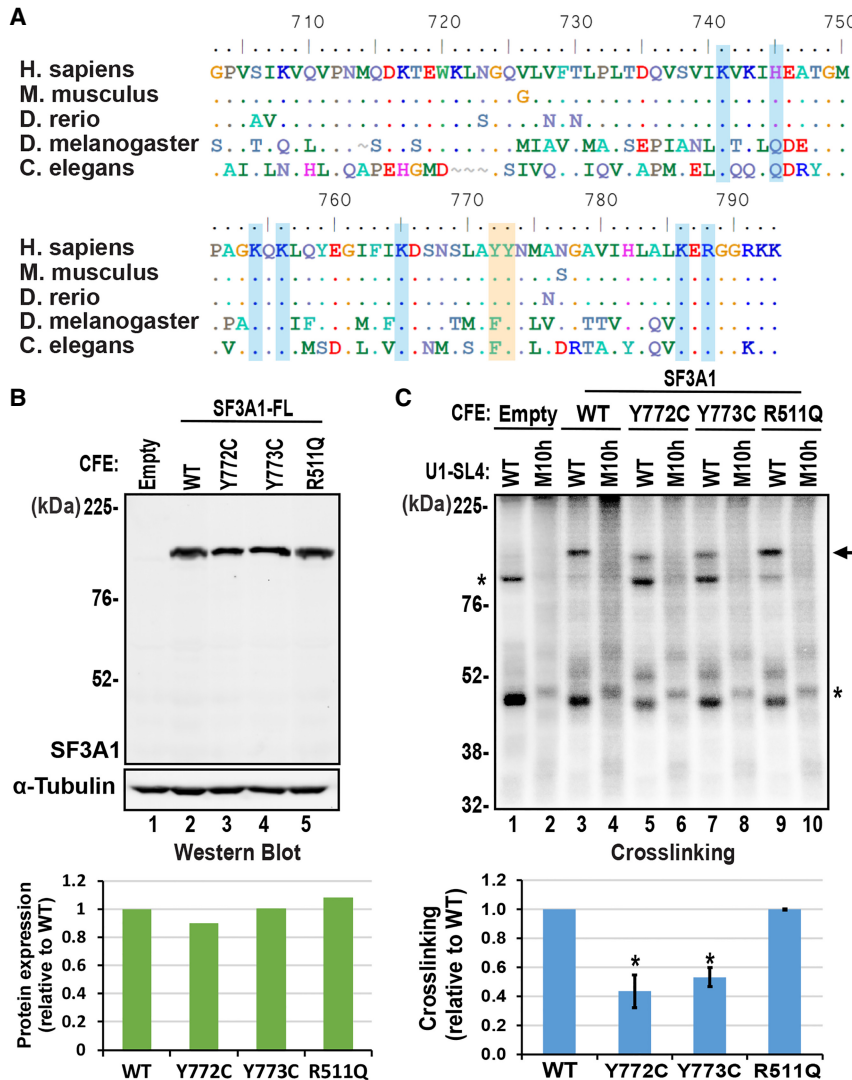 A
710 720 730 740 750
H. sapiens GPVSIKVQVPNMQDKTEWKLNGQVLVFTLPLTDQVSVIKVKIHEATGM
M. musculus .......................G........................
D. rerio ...AV...............S....N.N....................
D. melanogaster .S.T.Q.L...~S..S.......MIAV.MA.SEPIANL.T.LQDE...
C. elegans .AI.LN.HL.QAPEHGMD~~~.SIVQ..IQV.APM.EL.QQ.QDRY..
760 770 780 790
H. sapiens PAGKQKLQYEGIFIKDSNSLAYYNMANGAVIHLALKERGGRKK
M. musculus ..........................S................
D. rerio .........................N.................
D. melanogaster .PA...IF...M.F....TM.F..LV.TTV...QV........
C. elegans .V.....MSD.L.V..NM.S.F..L.DRTA.Y.QV.....K..
B
SF3A1-FL
CFE: Empty WT Y772C Y773C R511Q
(kDa) 225-
76-
52-
SF3A1
α-Tubulin
1 2 3 4 5
Western Blot
Protein expression
(relative to WT)
1.2
1
0.8
0.6
0.4
0.2
0
WT Y772C Y773C R511Q
C
SF3A1
CFE: Empty WT Y772C Y773C R511Q
U1-SL4: WT M10h WT M10h WT M10h WT M10h WT M10h
(kDa) 225-
*
76-
52-
*
38-
32-
1 2 3 4 5 6 7 8 9 10
Crosslinking
Crosslinking
(relative to WT)
1.2
1.0
0.8
0.6
0.4
0.2
0.0
* *
WT Y772C Y773C R511Q